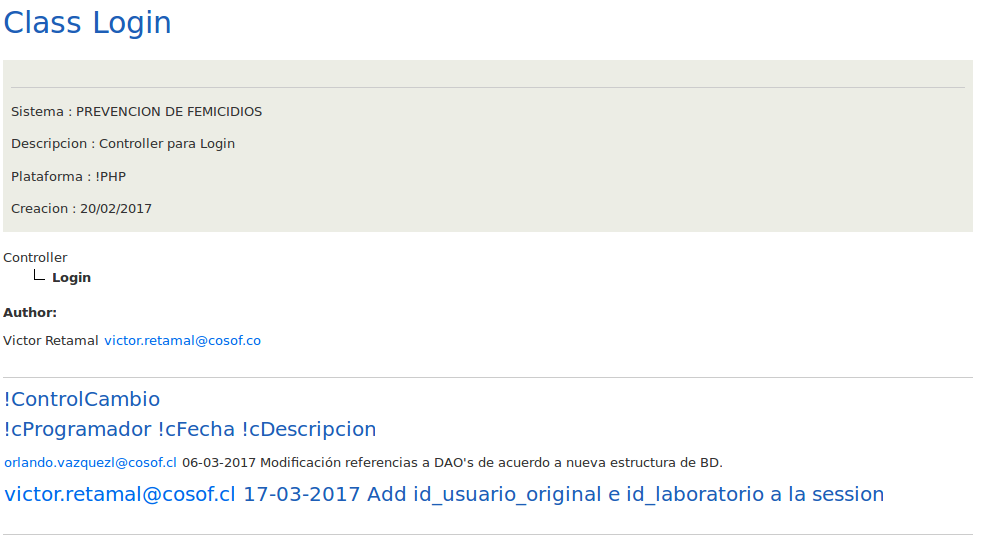 Class Login
Sistema : PREVENCION DE FEMICIDIOS
Descripcion : Controller para Login
Plataforma : !PHP
Creacion : 20/02/2017
Controller
Login
Author:
Victor Retamal victor.retamal@cosof.co
!ControlCambio
!cProgramador !cFecha !cDescripcion
orlando.vazquezl@cosof.cl 06-03-2017 Modificación referencias a DAO's de acuerdo a nueva estructura de BD.
victor.retamal@cosof.cl 17-03-2017 Add id_usuario_original e id_laboratorio a la session